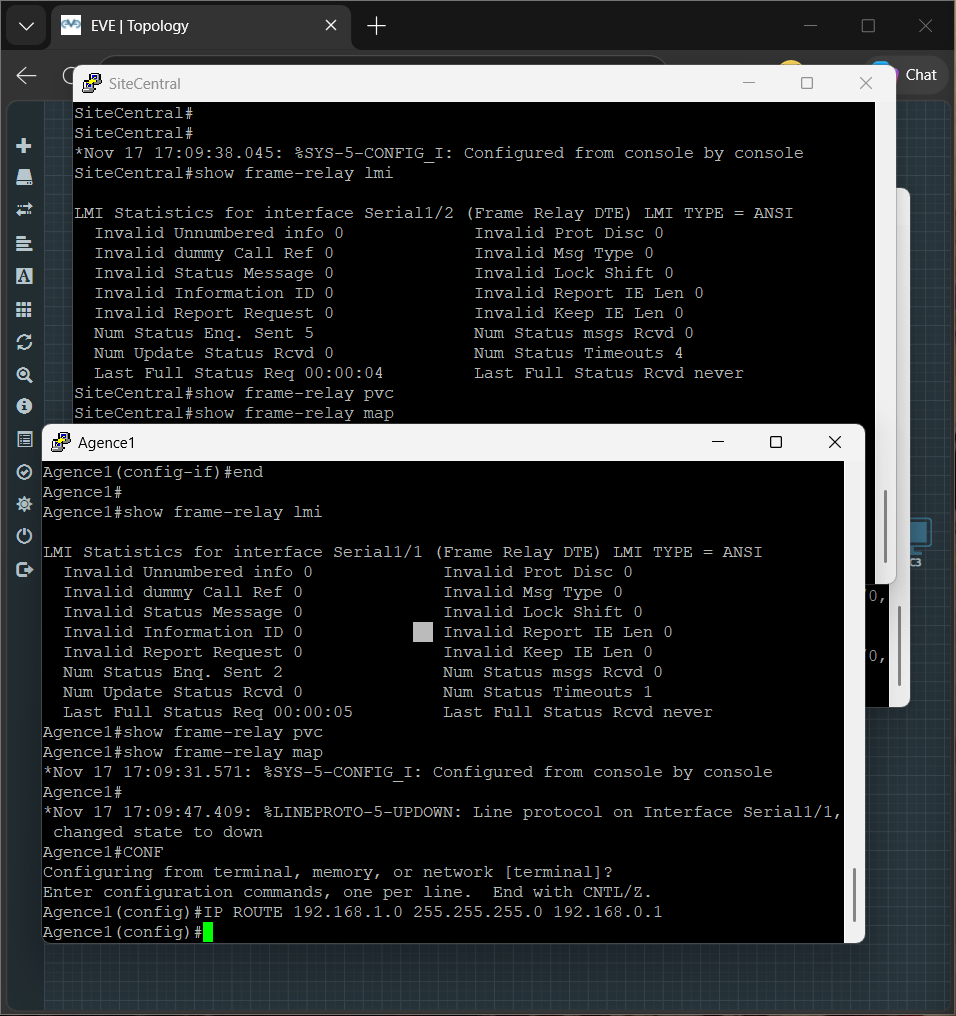 EVE | Topology
Chat
SiteCentral
SiteCentral#
SiteCentral#
*Nov 17 17:09:38.045: %SYS-5-CONFIG_I: Configured from console by console
SiteCentral#show frame-relay lmi
LMI Statistics for interface Serial1/2 (Frame Relay DTE) LMI TYPE = ANSI
Invalid Unnumbered info 0 Invalid Prot Disc 0
Invalid dummy Call Ref 0 Invalid Msg Type 0
Invalid Status Message 0 Invalid Lock Shift 0
Invalid Information ID 0 Invalid Report IE Len 0
Invalid Report Request 0 Invalid Keep IE Len 0
Num Status Enq. Sent 5 Num Status msgs Rcvd 0
Num Update Status Rcvd 0 Num Status Timeouts 4
Last Full Status Req 00:00:04 Last Full Status Rcvd never
SiteCentral#show frame-relay pvc
SiteCentral#show frame-relay map
Agence1
Agence1(config-if)#end
Agence1#
Agence1#show frame-relay lmi
LMI Statistics for interface Serial1/1 (Frame Relay DTE) LMI TYPE = ANSI
Invalid Unnumbered info 0 Invalid Prot Disc 0
Invalid dummy Call Ref 0 Invalid Msg Type 0
Invalid Status Message 0 Invalid Lock Shift 0
Invalid Information ID 0 Invalid Report IE Len 0
Invalid Report Request 0 Invalid Keep IE Len 0
Num Status Enq. Sent 2 Num Status msgs Rcvd 0
Num Update Status Rcvd 0 Num Status Timeouts 1
Last Full Status Req 00:00:05 Last Full Status Rcvd never
Agence1#show frame-relay pvc
Agence1#show frame-relay map
*Nov 17 17:09:31.571: %SYS-5-CONFIG_I: Configured from console by console
Agence1#
*Nov 17 17:09:47.409: %LINEPROTO-5-UPDOWN: Line protocol on Interface Serial1/1,
changed state to down
Agence1#CONF
Configuring from terminal, memory, or network [terminal]?
Enter configuration commands, one per line. End with CNTL/Z.
Agence1(config)#IP ROUTE 192.168.1.0 255.255.255.0 192.168.0.1
Agence1(config)#
C3
/0,
/0,